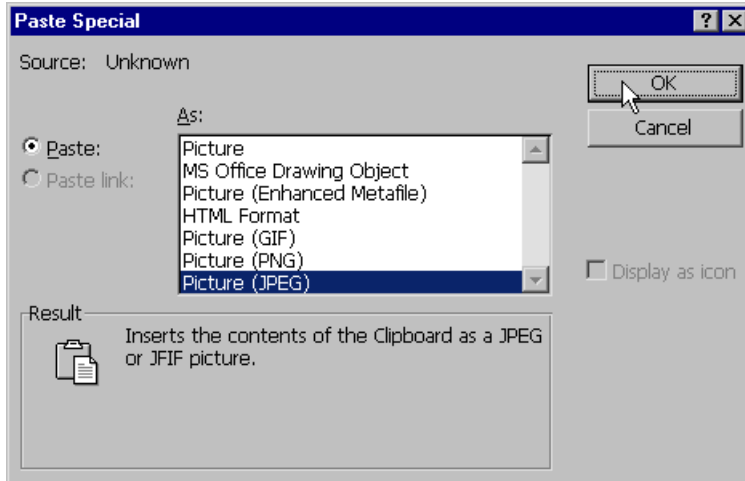 Paste Special
Source: Unknown
OK
Cancel
As:
Paste:
Paste link:
Picture
MS Office Drawing Object
Picture (Enhanced Metafile)
HTML Format
Picture (GIF)
Picture (PNG)
Picture (JPEG)
Display as icon
Result
Inserts the contents of the Clipboard as a JPEG
or JFIF picture.